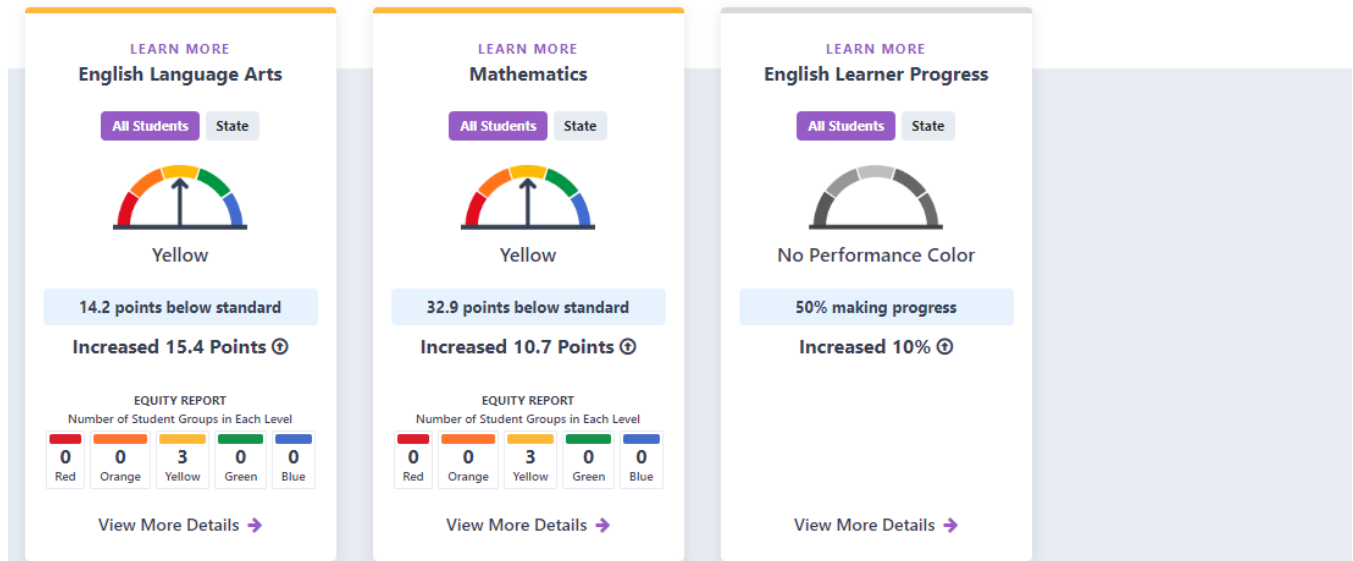 LEARN MORE
English Language Arts
All Students State
Yellow
14.2 points below standard
Increased 15.4 Points
EQUITY REPORT
Number of Student Groups in Each Level
0 0 3 0 0
Red Orange Yellow Green Blue
View More Details
LEARN MORE
Mathematics
All Students State
Yellow
32.9 points below standard
Increased 10.7 Points
EQUITY REPORT
Number of Student Groups in Each Level
0 0 3 0 0
Red Orange Yellow Green Blue
View More Details
LEARN MORE
English Learner Progress
All Students State
No Performance Color
50% making progress
Increased 10%
View More Details